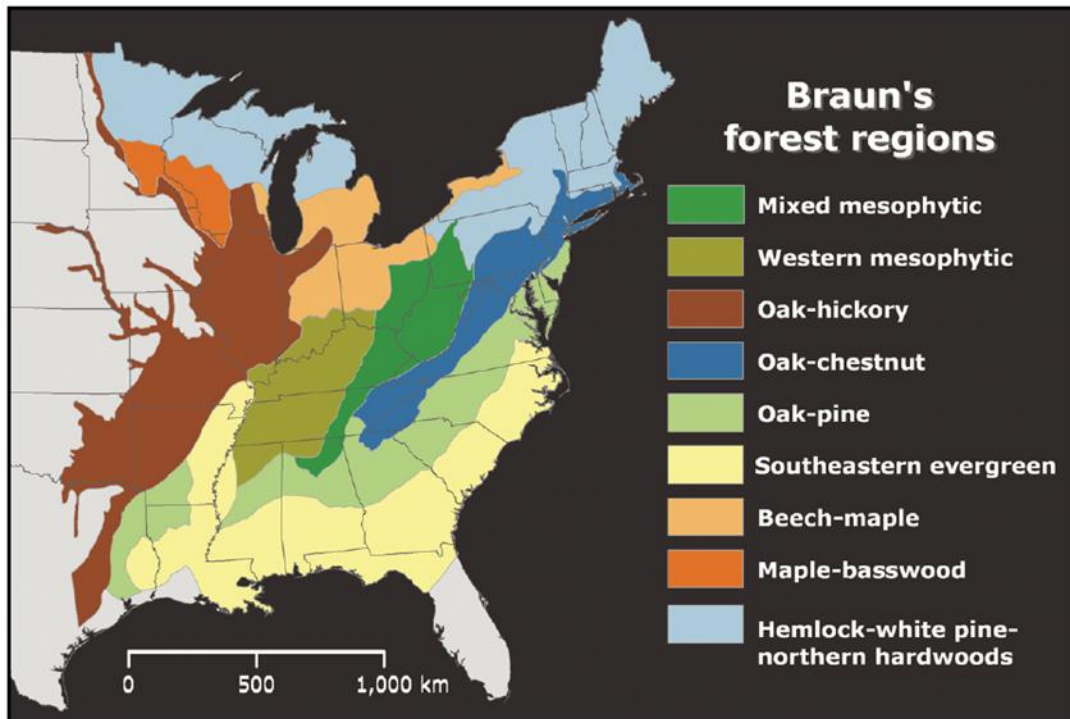 Braun's
forest regions
Mixed mesophytic
Western mesophytic
Oak-hickory
Oak-chestnut
Oak-pine
Southeastern evergreen
Beech-maple
Maple-basswood
Hemlock-white pine-
northern hardwoods
0 500 1,000 km